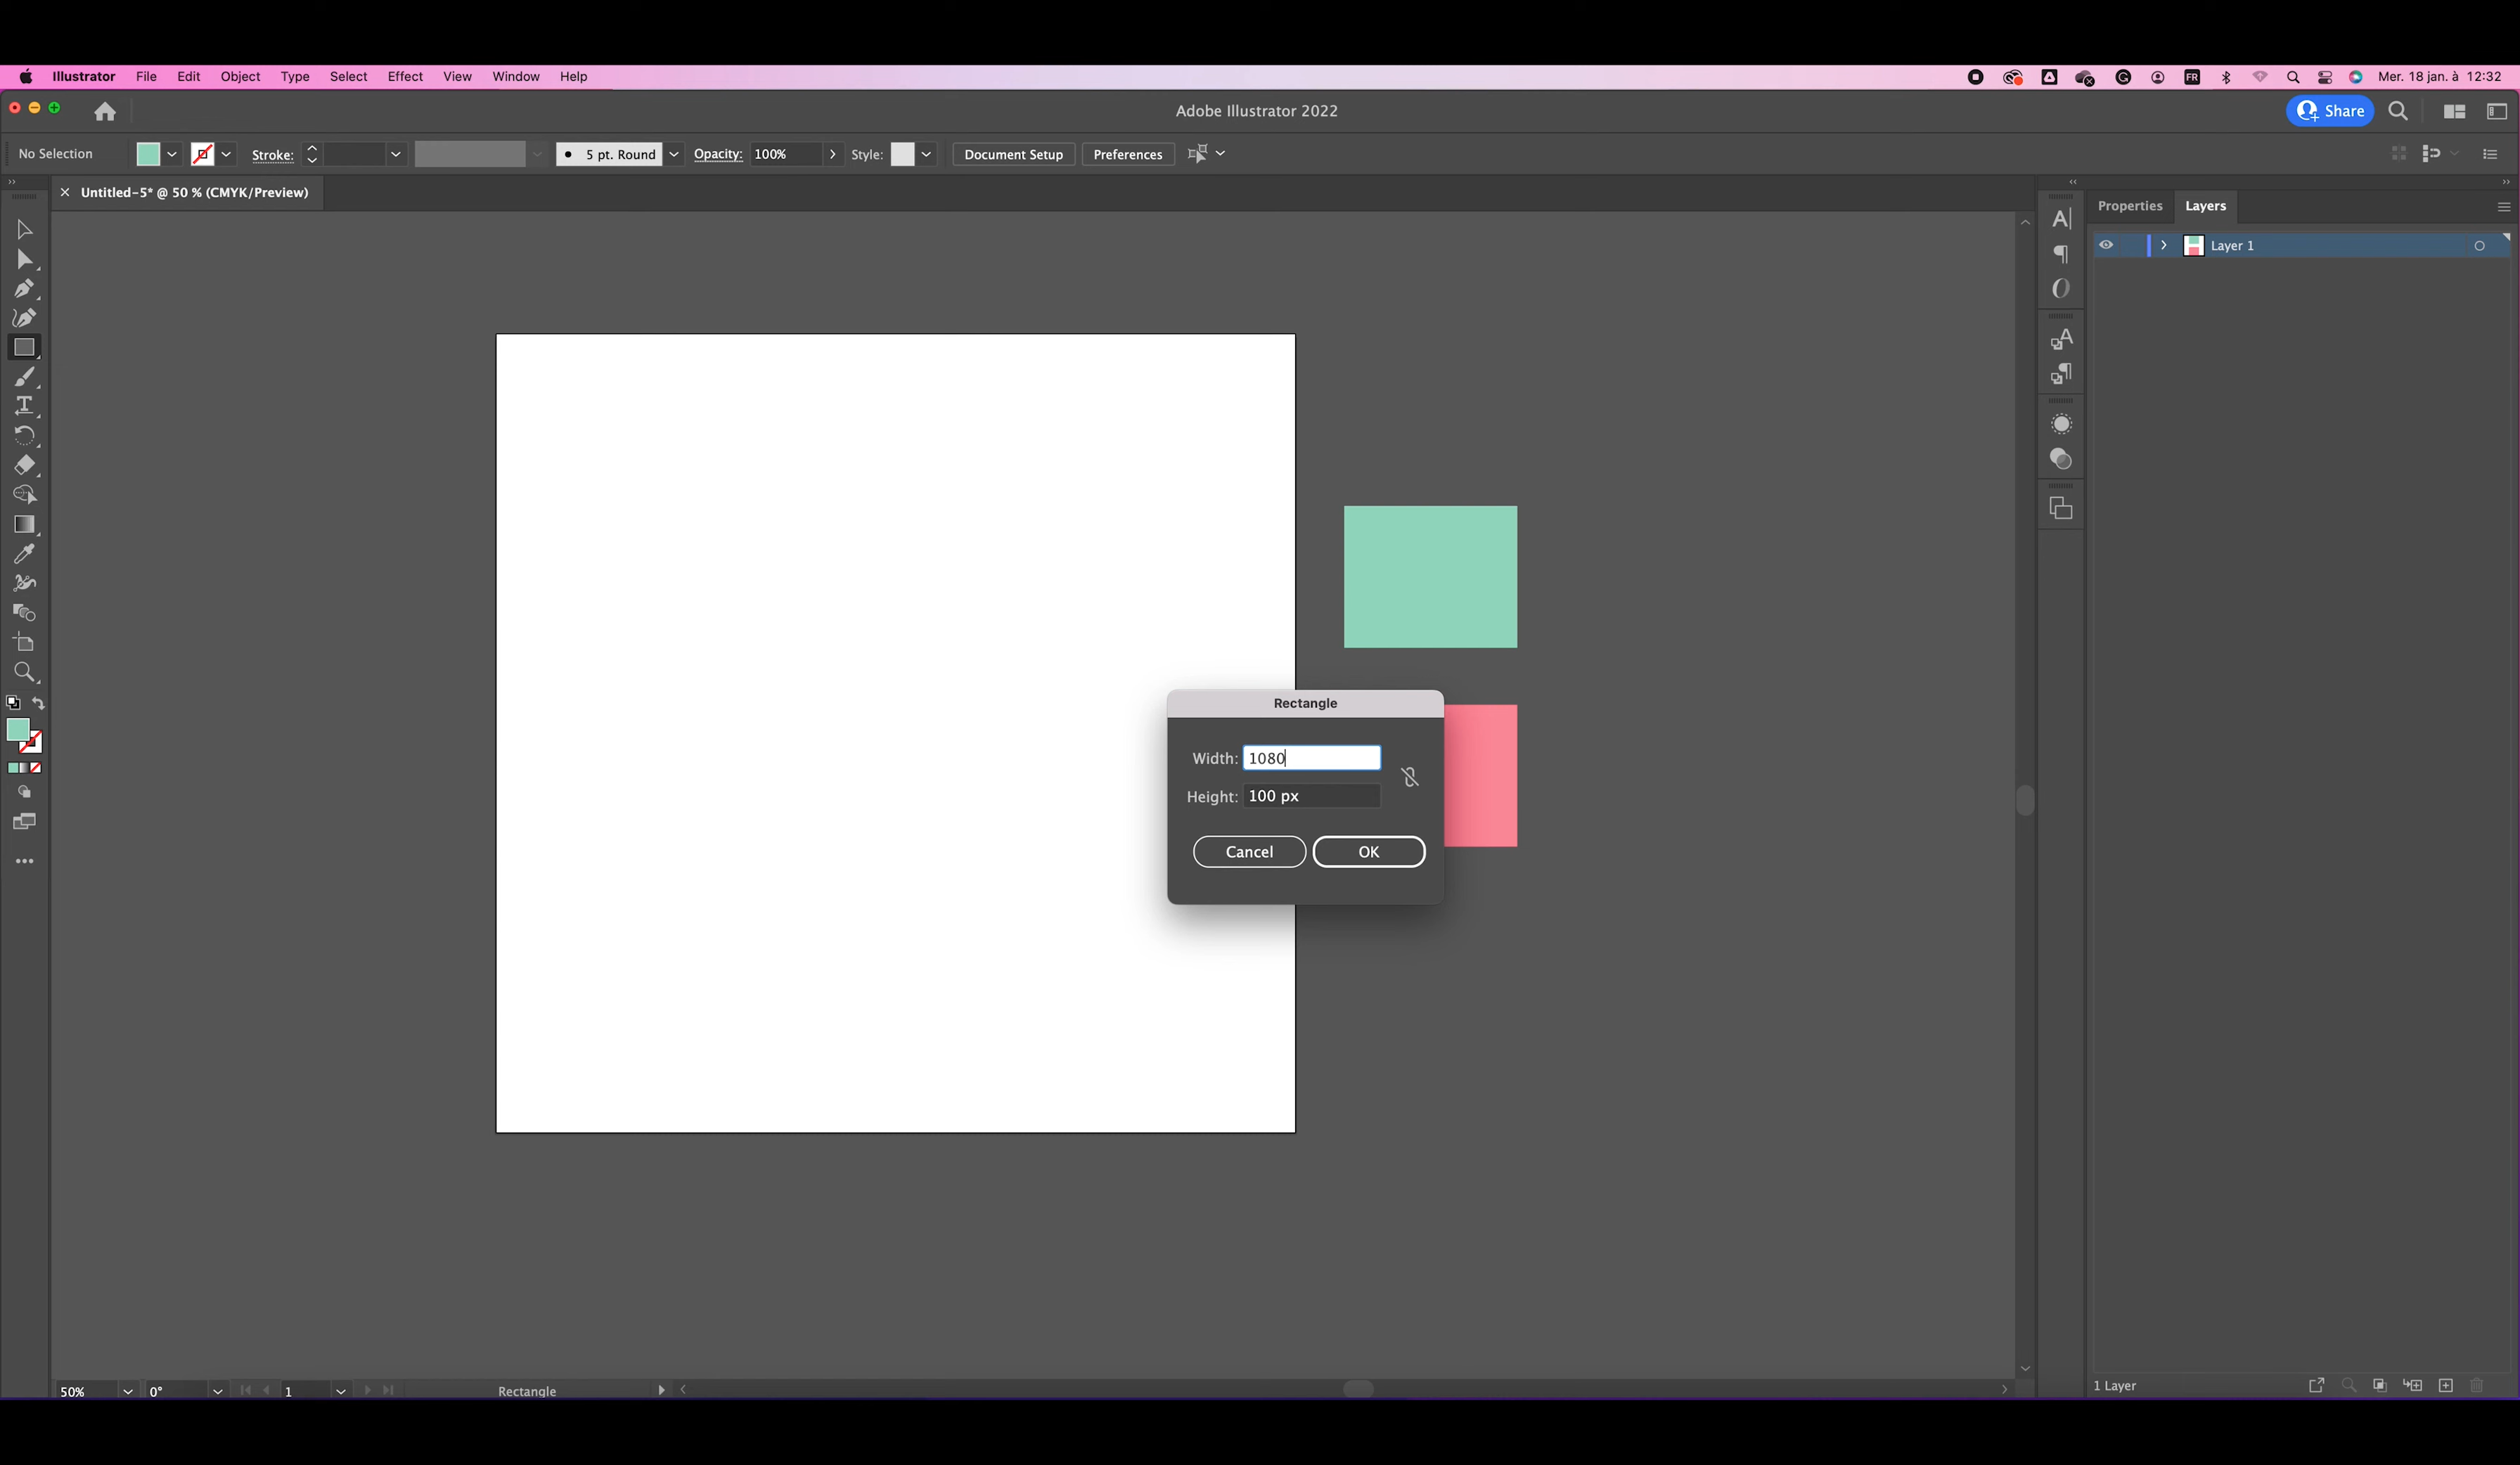 Illustrator File Edit Object Type Select Effect View Window Help FR Mer. 18 jan. à 12:32
Adobe Illustrator 2022 Share
No Selection Stroke: 5 pt. Round Opacity: 100% Style: Document Setup Preferences
Untitled-5* @ 50 % (CMYK/Preview)
Properties Layers
Layer 1
Rectangle
Width: 1080
Height: 100 px
Cancel OK
50% 0° 1 Rectangle
1 Layer